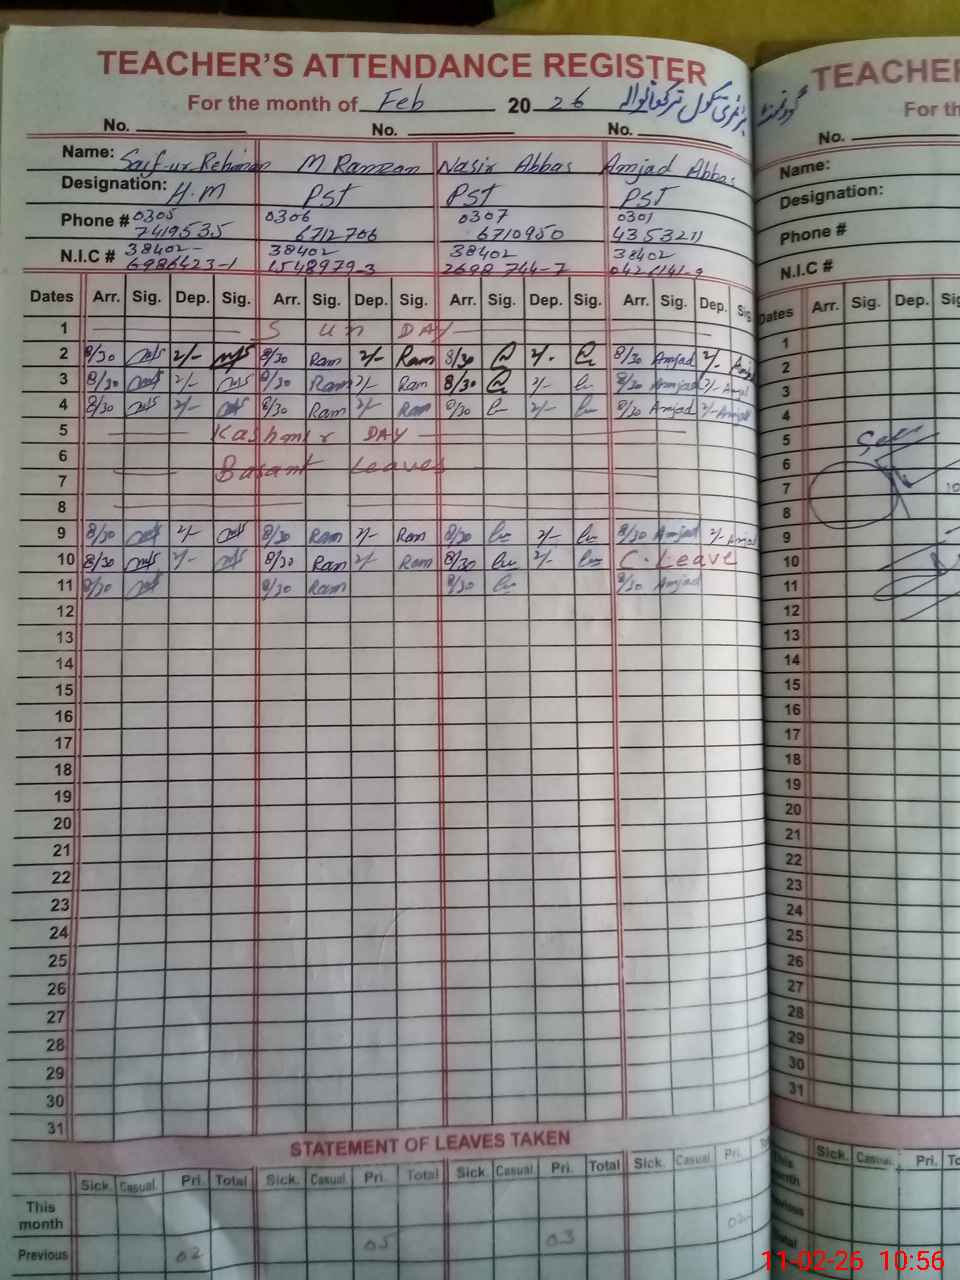 TEACHER'S ATTENDANCE REGISTER
For the month of Feb 2026
No. No. No.
Name: Saif-ur-Rehman M Ramzan Nasir Abbas Amjad Abbas
Designation: H.M PST PST PST
Phone # 0305 0306 0307 0301
7419535 6712706 6710950 4353211
N.I.C # 38402- 38402 38402 38402
6986423-1 1548979-3 2698744-7
Dates Arr. Sig. Dep. Sig. Arr. Sig. Dep. Sig. Arr. Sig. Dep. Sig. Arr. Sig. Dep. Sig.
1 SUN DAY
2 8/30 2/- 8/30 Ram 2/- Ram 8/30 2/- 8/30 Amjad 2/-
3 8/30 2/- 8/30 Ram 2/- Ram 8/30 2/- 8/30 Amjad 2/- Amjad
4 8/30 2/- 8/30 Ram 2/- Ram 8/30 2/- 8/30 Amjad 2/- Amjad
5 Kashmir DAY
6
7 Basant Leaves
8
9 8/30 2/- 8/30 Ram 2/- Ram 8/30 2/- 8/30 Amjad 2/- Amjad
10 8/30 2/- 8/30 Ram 2/- Ram 8/30 2/- C. Leave
11 8/30 8/30 Ram 8/30 8/30 Amjad
12
13
14
15
16
17
18
19
20
21
22
23
24
25
26
27
28
29
30
31
STATEMENT OF LEAVES TAKEN
Sick. Casual. Pri. Total Sick. Casual. Pri. Total Sick. Casual. Pri. Total Sick. Casual. Pri.
This
month
Previous 02 05 03 02
TEACHER
For th
No.
Name:
Designation:
Phone #
N.I.C #
Dates Arr. Sig. Dep. Sig
1
2
3
4
5
6
7
8
9
10
11
12
13
14
15
16
17
18
19
20
21
22
23
24
25
26
27
28
29
30
31
Sick. Casual. Pri.
11-02-26 10:56